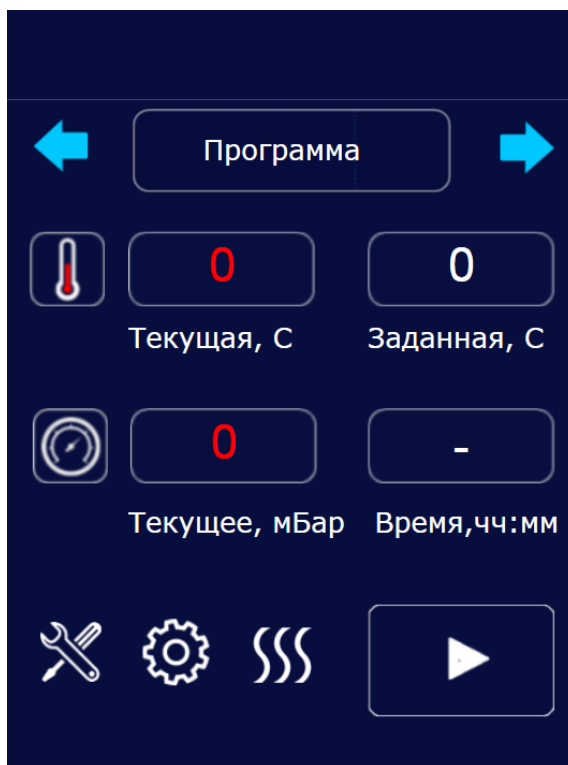 Программа
0 0
Текущая, С Заданная, С
0 -
Текущее, мБар Время,чч:мм